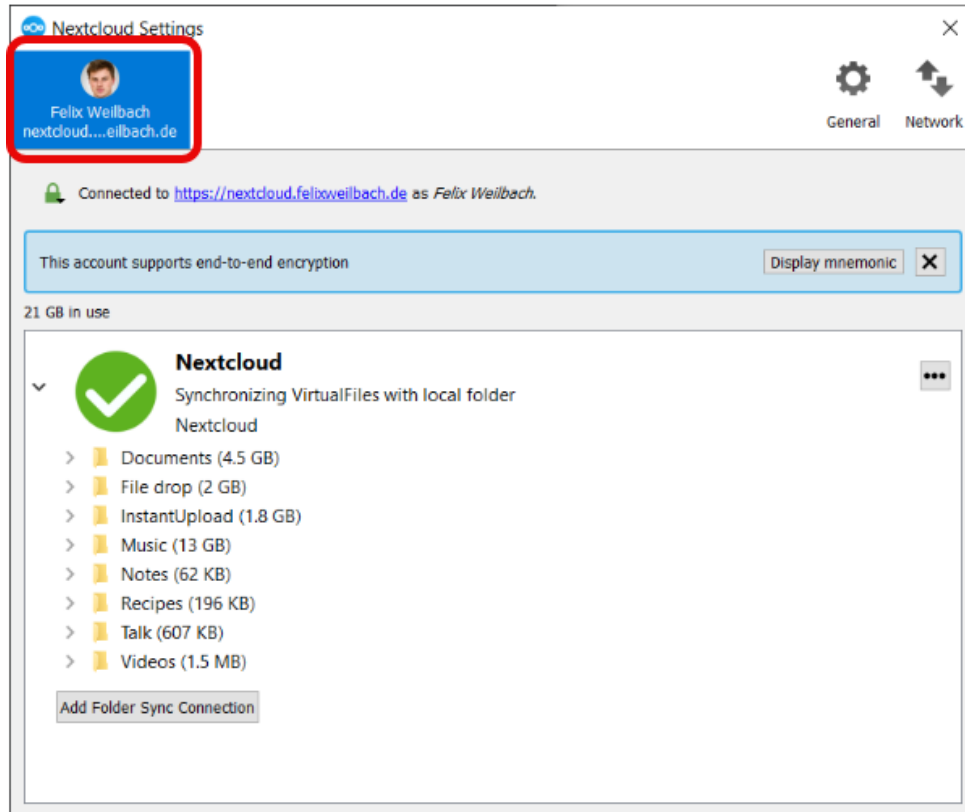 Nextcloud Settings
Felix Weilbach
nextcloud....eilbach.de
General
Network
Connected to https://nextcloud.felixweilbach.de as Felix Weilbach.
This account supports end-to-end encryption
Display mnemonic
21 GB in use
Nextcloud
Synchronizing VirtualFiles with local folder
Nextcloud
Documents (4.5 GB)
File drop (2 GB)
InstantUpload (1.8 GB)
Music (13 GB)
Notes (62 KB)
Recipes (196 KB)
Talk (607 KB)
Videos (1.5 MB)
Add Folder Sync Connection